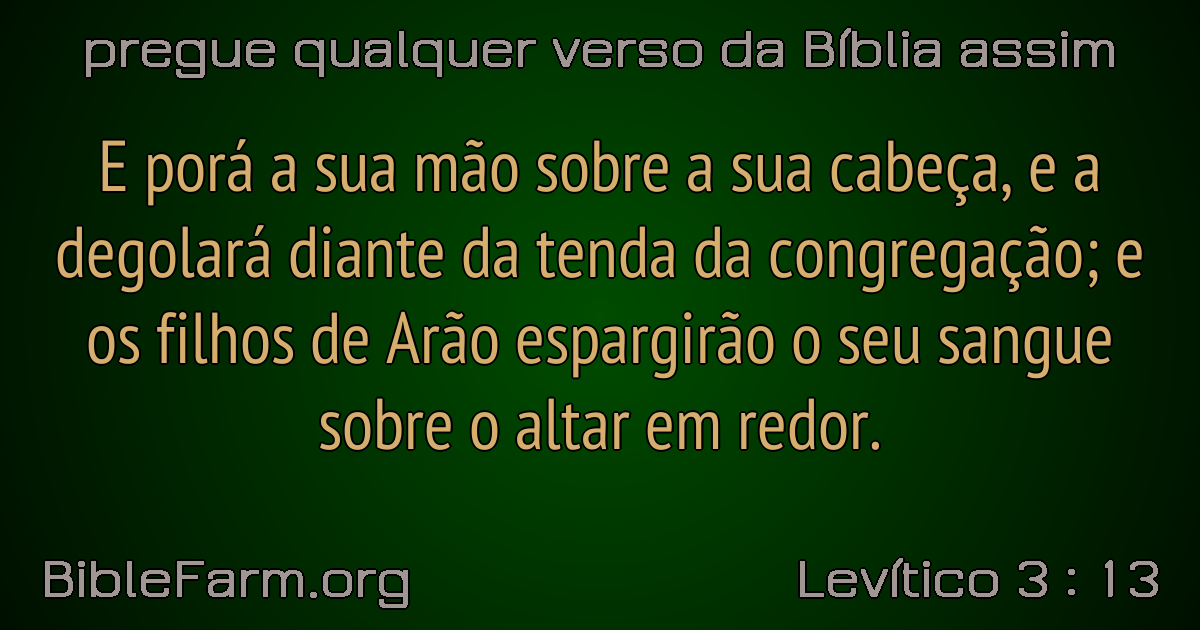 pregue qualquer verso da Bíblia assim
E porá a sua mão sobre a sua cabeça, e a
degolará diante da tenda da congregação; e
os filhos de Arão espargirão o seu sangue
sobre o altar em redor.
BibleFarm.org
Levítico 3 : 13